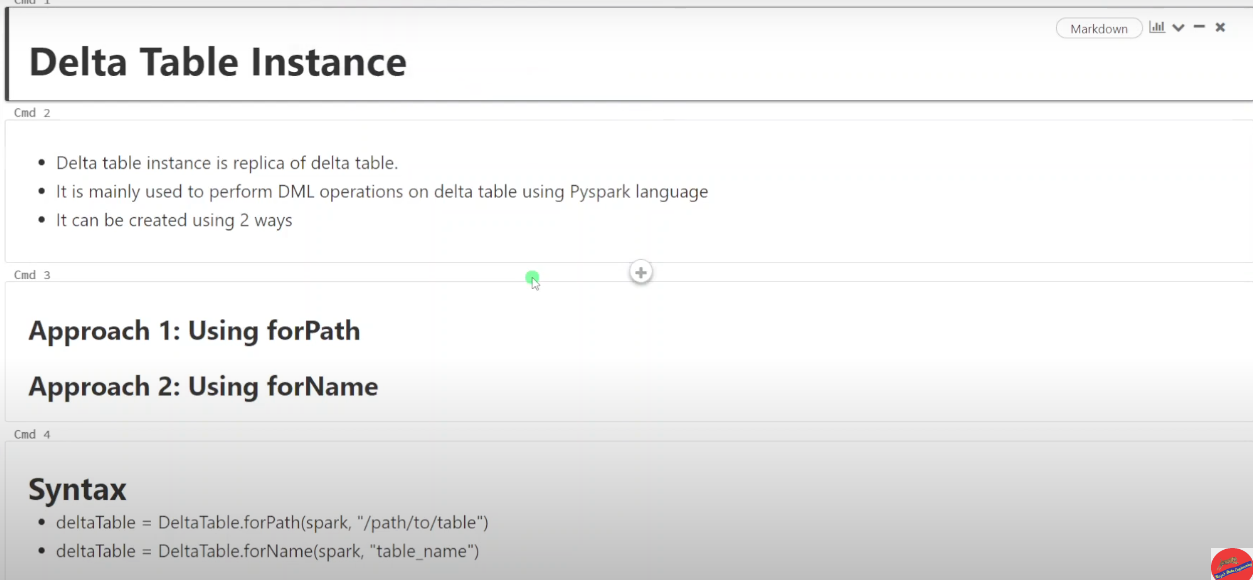 Cmd 1
Markdown
Delta Table Instance
Cmd 2
Delta table instance is replica of delta table.
It is mainly used to perform DML operations on delta table using Pyspark language
It can be created using 2 ways
Cmd 3
Approach 1: Using forPath
Approach 2: Using forName
Cmd 4
Syntax
deltaTable = DeltaTable.forPath(spark, "/path/to/table")
deltaTable = DeltaTable.forName(spark, "table_name")